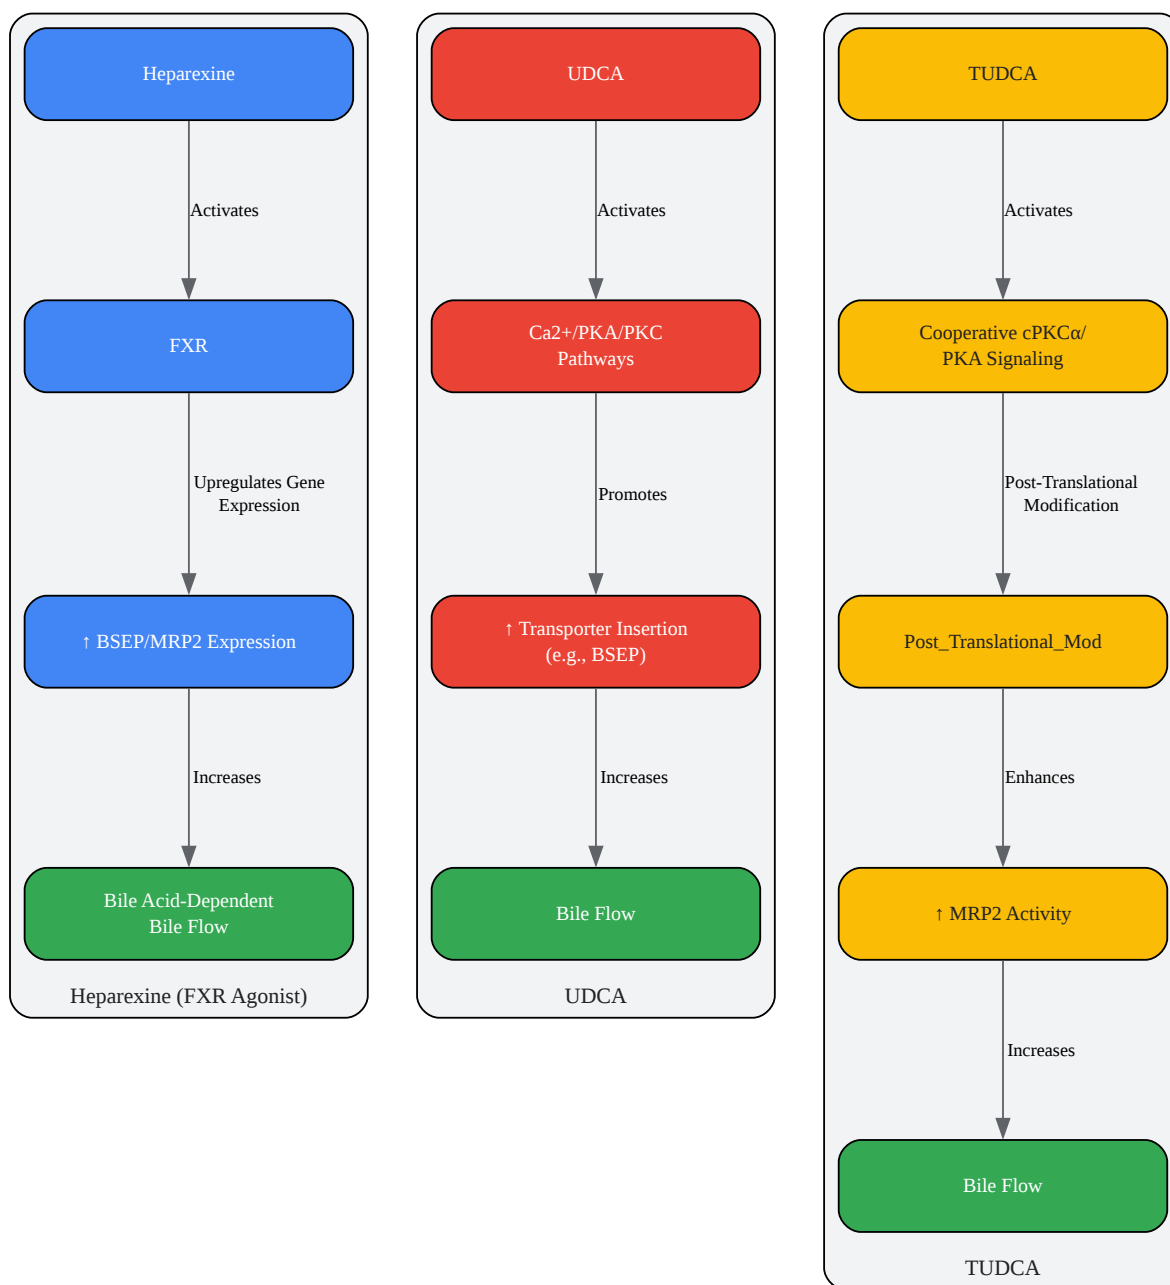 Heparexine
Activates
FXR
Upregulates Gene
Expression
↑ BSEP/MRP2 Expression
Increases
Bile Acid-Dependent
Bile Flow
Heparexine (FXR Agonist)
UDCA
Activates
Ca2+/PKA/PKC
Pathways
Promotes
↑ Transporter Insertion
(e.g., BSEP)
Increases
Bile Flow
UDCA
TUDCA
Activates
Cooperative cPKCα/
PKA Signaling
Post-Translational
Modification
Post_Translational_Mod
Enhances
↑ MRP2 Activity
Increases
Bile Flow
TUDCA